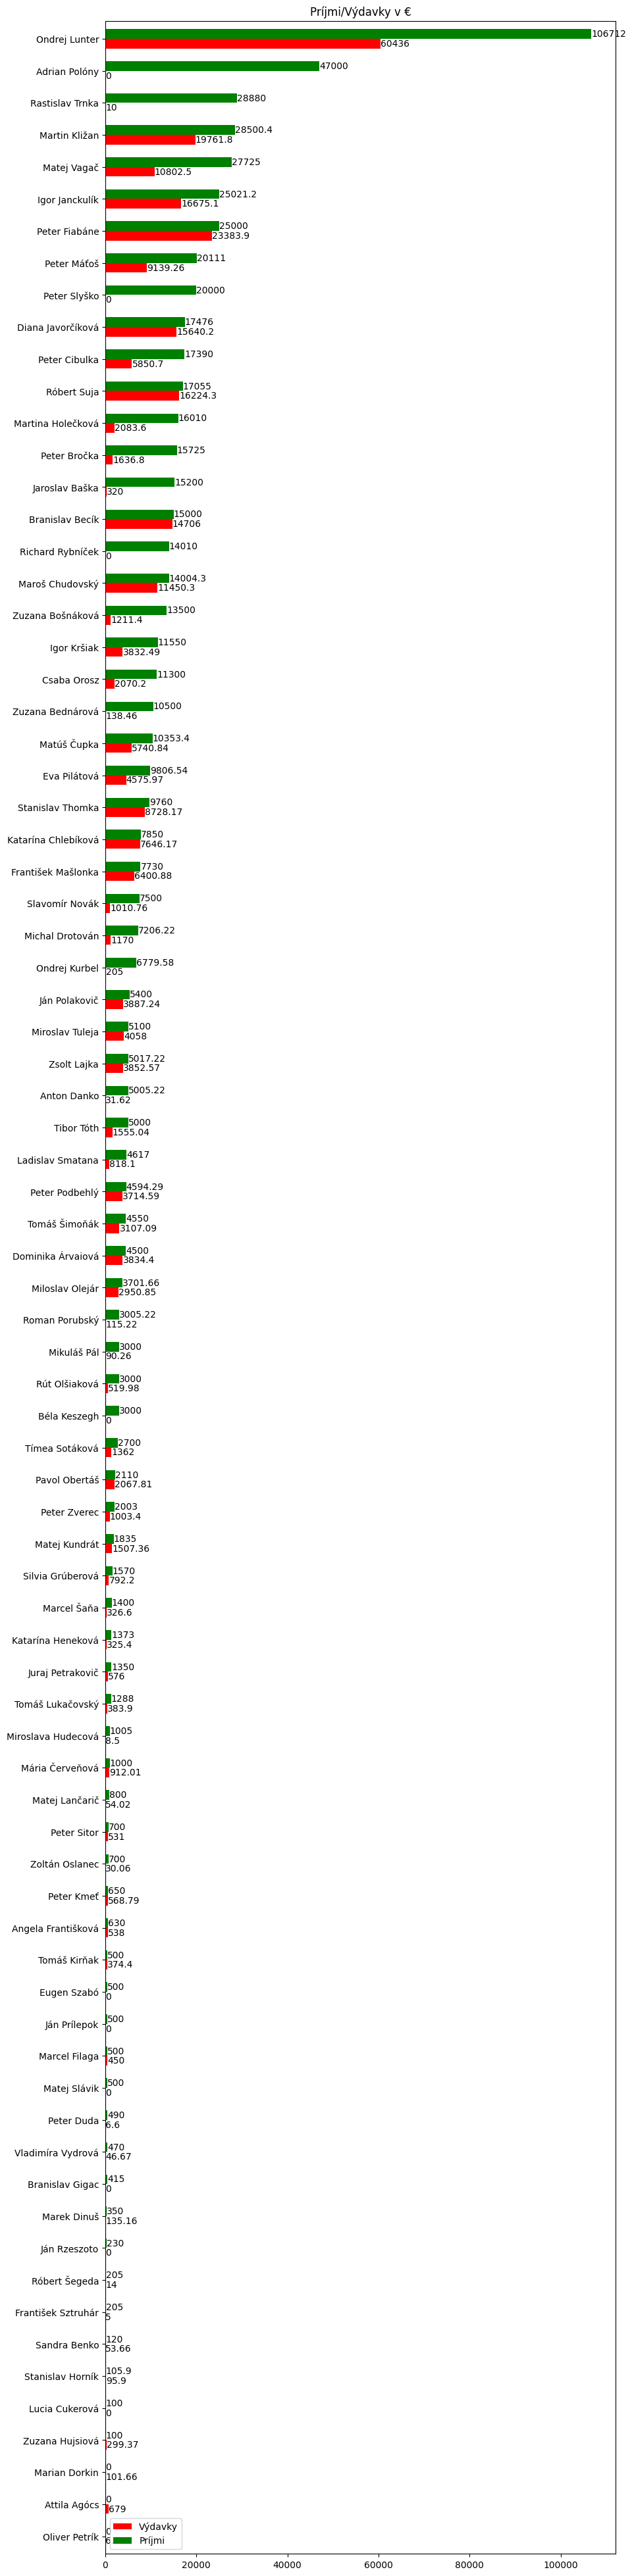 Príjmi/Výdavky v €
Ondrej Lunter 106712
60436
Adrian Polóny 47000
0
Rastislav Trnka 28880
10
Martin Kližan 28500.4
19761.8
Matej Vagač 27725
10802.5
Igor Janckulík 25021.2
16675.1
Peter Fiabáne 25000
23383.9
Peter Máťoš 20111
9139.26
Peter Slyško 20000
0
Diana Javorčíková 17476
15640.2
Peter Cibulka 17390
5850.7
Róbert Suja 17055
16224.3
Martina Holečková 16010
2083.6
Peter Bročka 15725
1636.8
Jaroslav Baška 15200
320
Branislav Becík 15000
14706
Richard Rybníček 14010
0
Maroš Chudovský 14004.3
11450.3
Zuzana Bošnáková 13500
1211.4
Igor Kršiak 11550
3832.49
Csaba Orosz 11300
2070.2
Zuzana Bednárová 10500
138.46
Matúš Čupka 10353.4
5740.84
Eva Pilátová 9806.54
4575.97
Stanislav Thomka 9760
8728.17
Katarína Chlebíková 7850
7646.17
František Mašlonka 7730
6400.88
Slavomír Novák 7500
1010.76
Michal Drotován 7206.22
1170
Ondrej Kurbel 6779.58
205
Ján Polakovič 5400
3887.24
Miroslav Tuleja 5100
4058
Zsolt Lajka 5017.22
3852.57
Anton Danko 5005.22
31.62
Tibor Tóth 5000
1555.04
Ladislav Smatana 4617
818.1
Peter Podbehlý 4594.29
3714.59
Tomáš Šimoňák 4550
3107.09
Dominika Árvaiová 4500
3834.4
Miloslav Olejár 3701.66
2950.85
Roman Porubský 3005.22
115.22
Mikuláš Pál 3000
90.26
Rút Olšiaková 3000
519.98
Béla Keszegh 3000
0
Tímea Sotáková 2700
1362
Pavol Obertáš 2110
2067.81
Peter Zverec 2003
1003.4
Matej Kundrát 1835
1507.36
Silvia Grúberová 1570
792.2
Marcel Šaňa 1400
326.6
Katarína Heneková 1373
325.4
Juraj Petrakovič 1350
576
Tomáš Lukačovský 1288
383.9
Miroslava Hudecová 1005
8.5
Mária Červeňová 1000
912.01
Matej Lančarič 800
54.02
Peter Sitor 700
531
Zoltán Oslanec 700
30.06
Peter Kmeť 650
568.79
Angela Františková 630
538
Tomáš Kirňak 500
374.4
Eugen Szabó 500
0
Ján Prílepok 500
0
Marcel Filaga 500
450
Matej Slávik 500
0
Peter Duda 490
6.6
Vladimíra Vydrová 470
46.67
Branislav Gigac 415
0
Marek Dinuš 350
135.16
Ján Rzeszoto 230
0
Róbert Šegeda 205
14
František Sztruhár 205
5
Sandra Benko 120
53.66
Stanislav Horník 105.9
95.9
Lucia Cukerová 100
0
Zuzana Hujsiová 100
299.37
Marian Dorkin 0
101.66
Attila Agócs 0
679
Oliver Petrík
Výdavky
Príjmi
0 20000 40000 60000 80000 100000